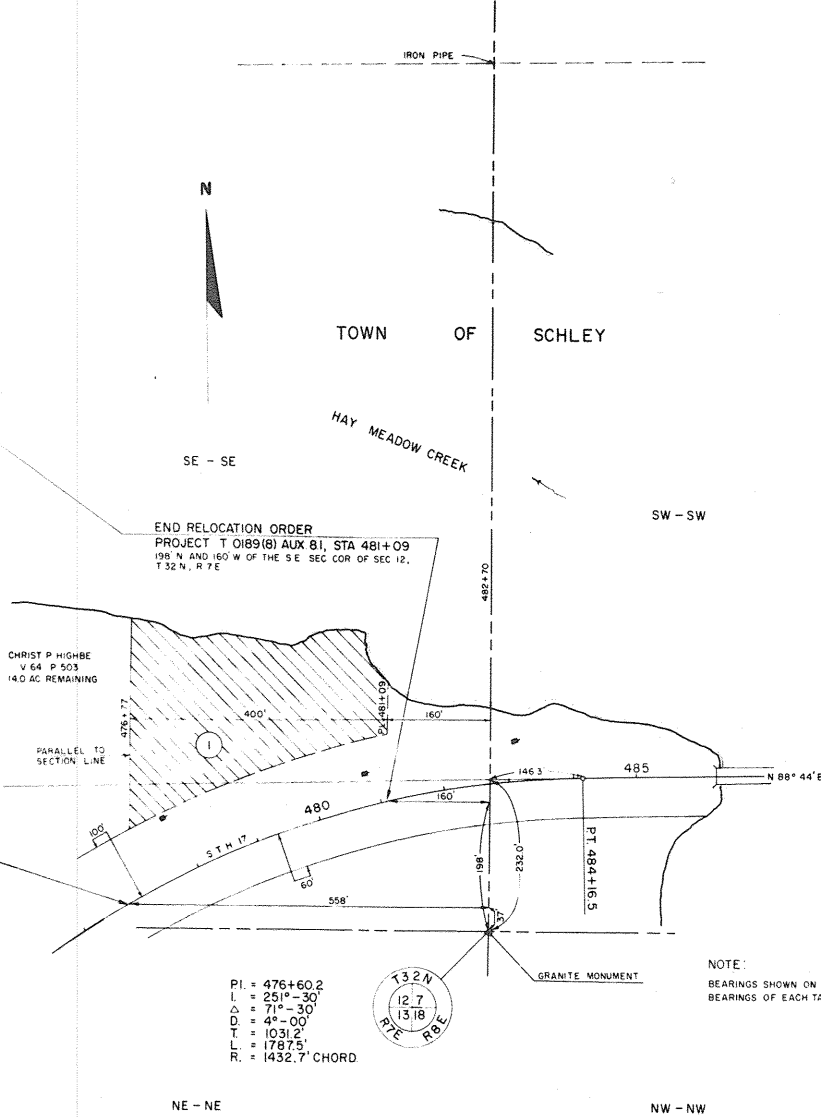 IRON PIPE
N
TOWN OF SCHLEY
HAY MEADOW CREEK
SE - SE
SW - SW
END RELOCATION ORDER
PROJECT T 0189(8) AUX. 81, STA 481+09
198' N AND 160' W OF THE S E SEC COR OF SEC 12,
T 32 N, R 7 E
482+70
CHRIST P HIGHBE
V 64 P 503
14.0 AC REMAINING
476+77
400'
481+09
160'
1
PARALLEL TO
SECTION LINE
146.3'
485
N 88° 44' E
480
160'
100'
S T H 17
60'
198'
232.0'
PT. 484+16.5
558'
37'
GRANITE MONUMENT
NOTE:
BEARINGS SHOWN ON
BEARINGS OF EACH TA
P.I. = 476+60.2
I. = 251°-30'
△ = 71°-30'
D. = 4°-00'
T. = 1031.2'
L. = 1787.5'
R. = 1432.7' CHORD.
T32N
12 7
13 18
R7E R8E
NE - NE
NW - NW